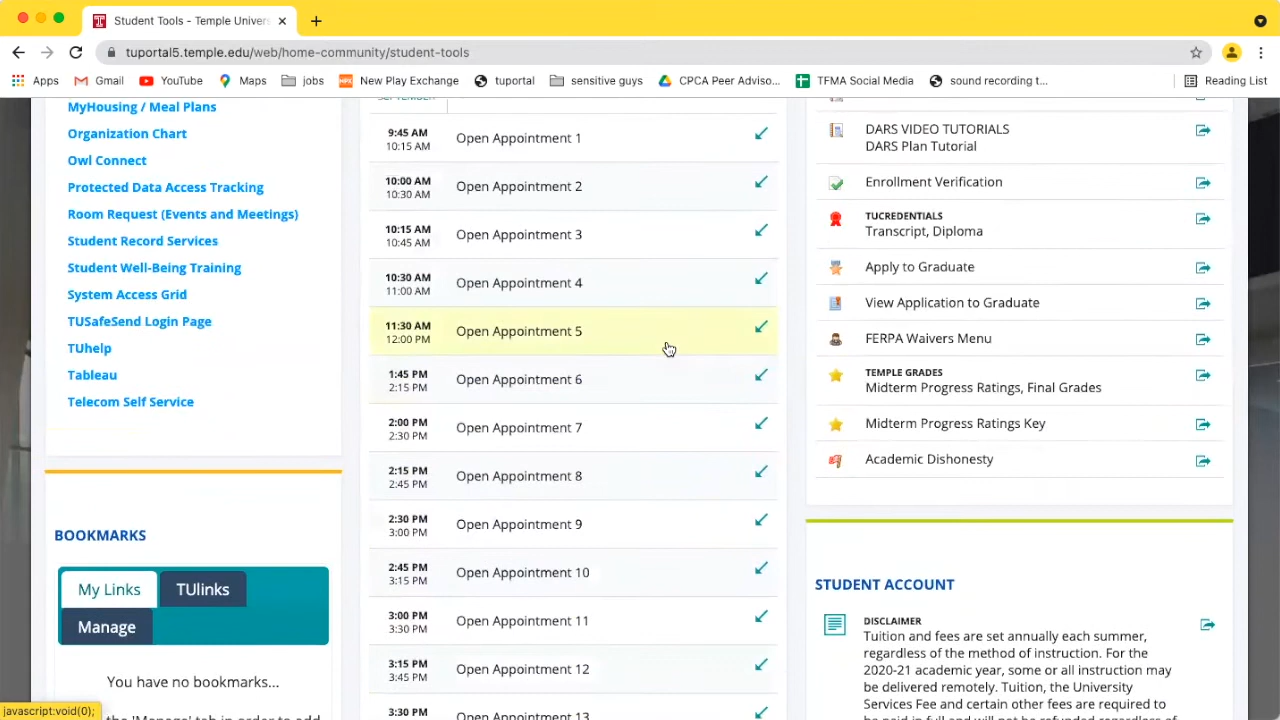 Student Tools - Temple Univers
tuportal5.temple.edu/web/home-community/student-tools
Apps
Gmail
YouTube
Maps
jobs
New Play Exchange
tuportal
sensitive guys
CPCA Peer Adviso...
TFMA Social Media
sound recording t...
Reading List
MyHousing / Meal Plans
Organization Chart
Owl Connect
Protected Data Access Tracking
Room Request (Events and Meetings)
Student Record Services
Student Well-Being Training
System Access Grid
TUSafeSend Login Page
TUhelp
Tableau
Telecom Self Service
BOOKMARKS
My Links
TUlinks
Manage
You have no bookmarks...
the 'Manage' tab in order to add
javascript:void(0);
SEPTEMBER
9:45 AM
10:15 AM
Open Appointment 1
10:00 AM
10:30 AM
Open Appointment 2
10:15 AM
10:45 AM
Open Appointment 3
10:30 AM
11:00 AM
Open Appointment 4
11:30 AM
12:00 PM
Open Appointment 5
1:45 PM
2:15 PM
Open Appointment 6
2:00 PM
2:30 PM
Open Appointment 7
2:15 PM
2:45 PM
Open Appointment 8
2:30 PM
3:00 PM
Open Appointment 9
2:45 PM
3:15 PM
Open Appointment 10
3:00 PM
3:30 PM
Open Appointment 11
3:15 PM
3:45 PM
Open Appointment 12
3:30 PM
Open Appointment 13
DARS VIDEO TUTORIALS
DARS Plan Tutorial
Enrollment Verification
TUCREDENTIALS
Transcript, Diploma
Apply to Graduate
View Application to Graduate
FERPA Waivers Menu
TEMPLE GRADES
Midterm Progress Ratings, Final Grades
Midterm Progress Ratings Key
Academic Dishonesty
STUDENT ACCOUNT
DISCLAIMER
Tuition and fees are set annually each summer,
regardless of the method of instruction. For the
2020-21 academic year, some or all instruction may
be delivered remotely. Tuition, the University
Services Fee and certain other fees are required to
be paid in full and will not be refunded regardless of